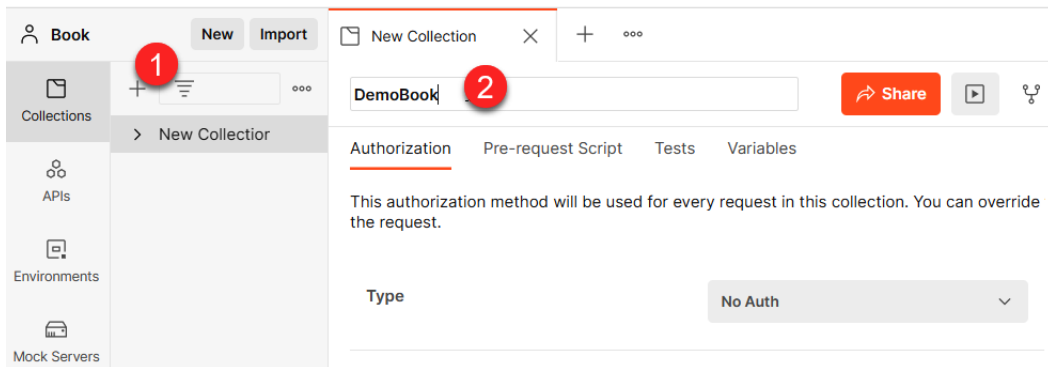 Book
New Import
1
Collections
New Collectior
APIs
Environments
Mock Servers
New Collection
DemoBook
2
Share
Authorization Pre-request Script Tests Variables
This authorization method will be used for every request in this collection. You can override
the request.
Type
No Auth